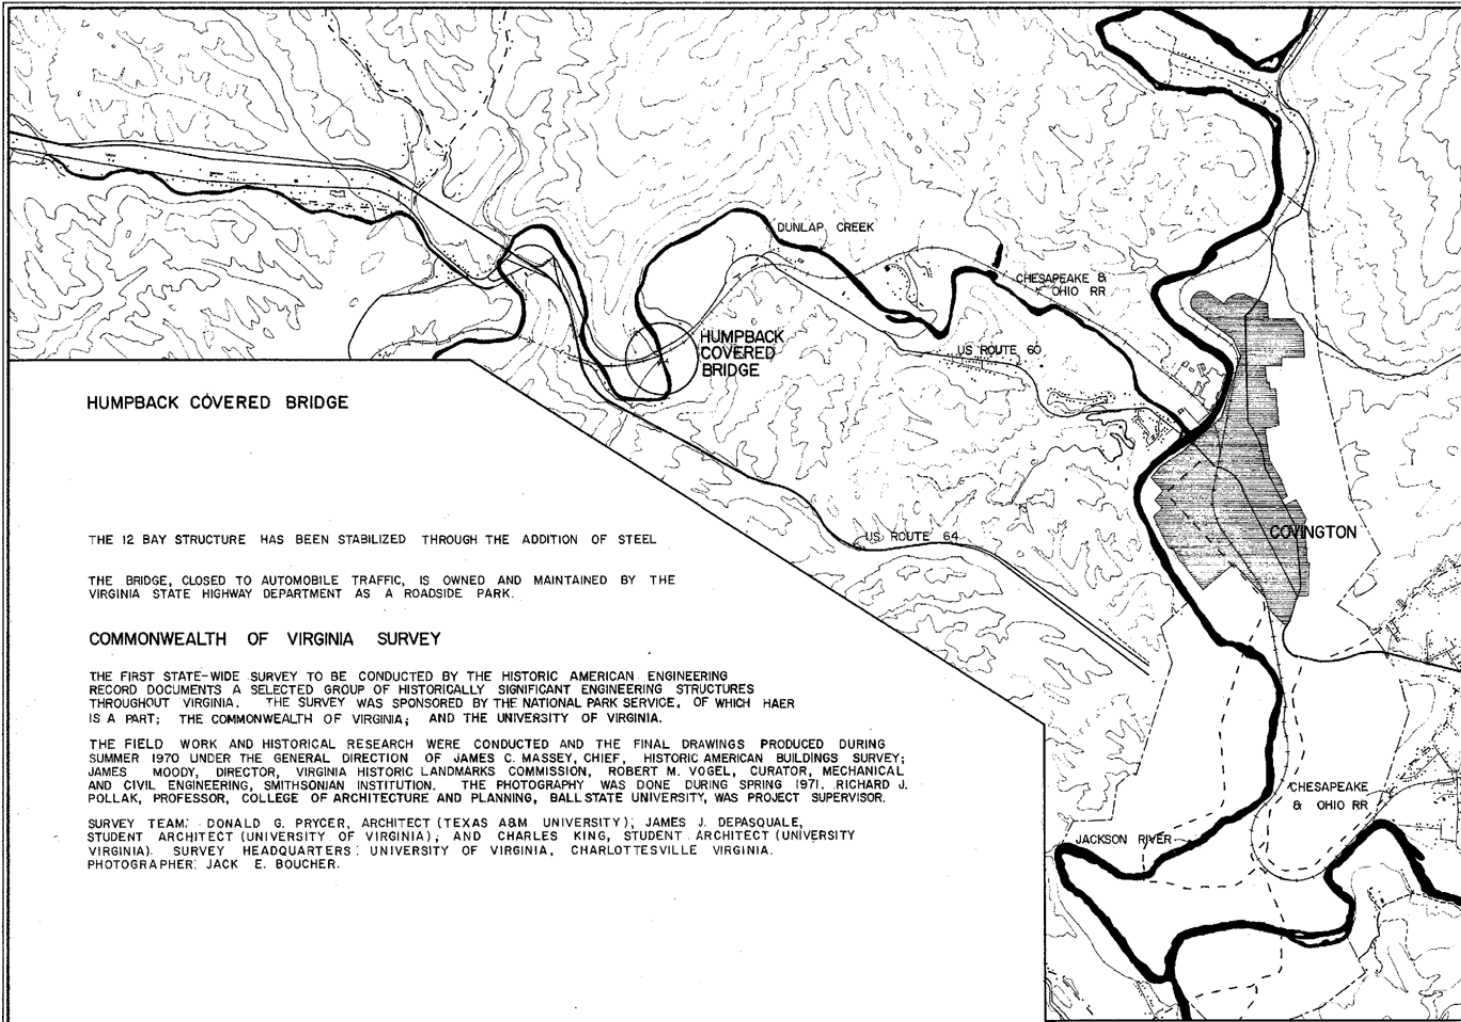 DUNLAP CREEK
CHESAPEAKE &
OHIO RR
HUMPBACK
COVERED
BRIDGE
US ROUTE 60
HUMPBACK COVERED BRIDGE
COVINGTON
US ROUTE 64
THE 12 BAY STRUCTURE HAS BEEN STABILIZED THROUGH THE ADDITION OF STEEL
THE BRIDGE, CLOSED TO AUTOMOBILE TRAFFIC, IS OWNED AND MAINTAINED BY THE
VIRGINIA STATE HIGHWAY DEPARTMENT AS A ROADSIDE PARK.
COMMONWEALTH OF VIRGINIA SURVEY
THE FIRST STATE-WIDE SURVEY TO BE CONDUCTED BY THE HISTORIC AMERICAN ENGINEERING
RECORD DOCUMENTS A SELECTED GROUP OF HISTORICALLY SIGNIFICANT ENGINEERING STRUCTURES
THROUGHOUT VIRGINIA. THE SURVEY WAS SPONSORED BY THE NATIONAL PARK SERVICE, OF WHICH HAER
IS A PART; THE COMMONWEALTH OF VIRGINIA; AND THE UNIVERSITY OF VIRGINIA.
THE FIELD WORK AND HISTORICAL RESEARCH WERE CONDUCTED AND THE FINAL DRAWINGS PRODUCED DURING
SUMMER 1970 UNDER THE GENERAL DIRECTION OF JAMES C. MASSEY, CHIEF, HISTORIC AMERICAN BUILDINGS SURVEY;
JAMES MOODY, DIRECTOR, VIRGINIA HISTORIC LANDMARKS COMMISSION, ROBERT M. VOGEL, CURATOR, MECHANICAL
AND CIVIL ENGINEERING, SMITHSONIAN INSTITUTION. THE PHOTOGRAPHY WAS DONE DURING SPRING 1971. RICHARD J.
POLLAK, PROFESSOR, COLLEGE OF ARCHITECTURE AND PLANNING, BALL STATE UNIVERSITY, WAS PROJECT SUPERVISOR.
SURVEY TEAM: DONALD G. PRYCER, ARCHITECT (TEXAS A&M UNIVERSITY); JAMES J. DEPASQUALE,
STUDENT ARCHITECT (UNIVERSITY OF VIRGINIA); AND CHARLES KING, STUDENT ARCHITECT (UNIVERSITY
VIRGINIA). SURVEY HEADQUARTERS: UNIVERSITY OF VIRGINIA, CHARLOTTESVILLE VIRGINIA.
PHOTOGRAPHER: JACK E. BOUCHER.
CHESAPEAKE
& OHIO RR
JACKSON RIVER